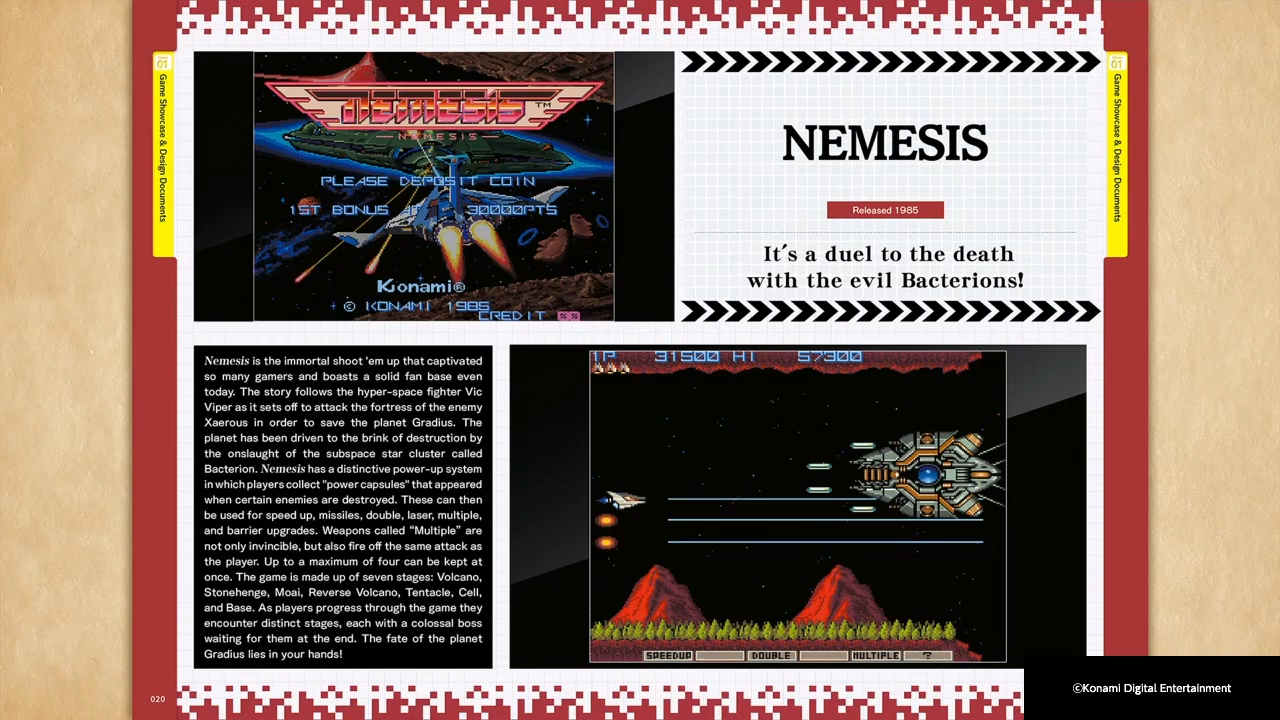 01
Game Showcase & Design Documents
NEMESIS TM
NEMESIS
PLEASE DEPOSIT COIN
1ST BONUS
30000PTS
Konami®
© KONAMI 1985
CREDIT
NEMESIS
Released 1985
It's a duel to the death
with the evil Bacterions!
01
Game Showcase & Design Documents
Nemesis is the immortal shoot 'em up that captivated
so many gamers and boasts a solid fan base even
today. The story follows the hyper-space fighter Vic
Viper as it sets off to attack the fortress of the enemy
Xaerous in order to save the planet Gradius. The
planet has been driven to the brink of destruction by
the onslaught of the subspace star cluster called
Bacterion. Nemesis has a distinctive power-up system
in which players collect "power capsules" that appeared
when certain enemies are destroyed. These can then
be used for speed up, missiles, double, laser, multiple,
and barrier upgrades. Weapons called “Multiple” are
not only invincible, but also fire off the same attack as
the player. Up to a maximum of four can be kept at
once. The game is made up of seven stages: Volcano,
Stonehenge, Moai, Reverse Volcano, Tentacle, Cell,
and Base. As players progress through the game they
encounter distinct stages, each with a colossal boss
waiting for them at the end. The fate of the planet
Gradius lies in your hands!
1P 31500 HI 57300
SPEEDUP DOUBLE MULTIPLE ?
020
©Konami Digital Entertainment